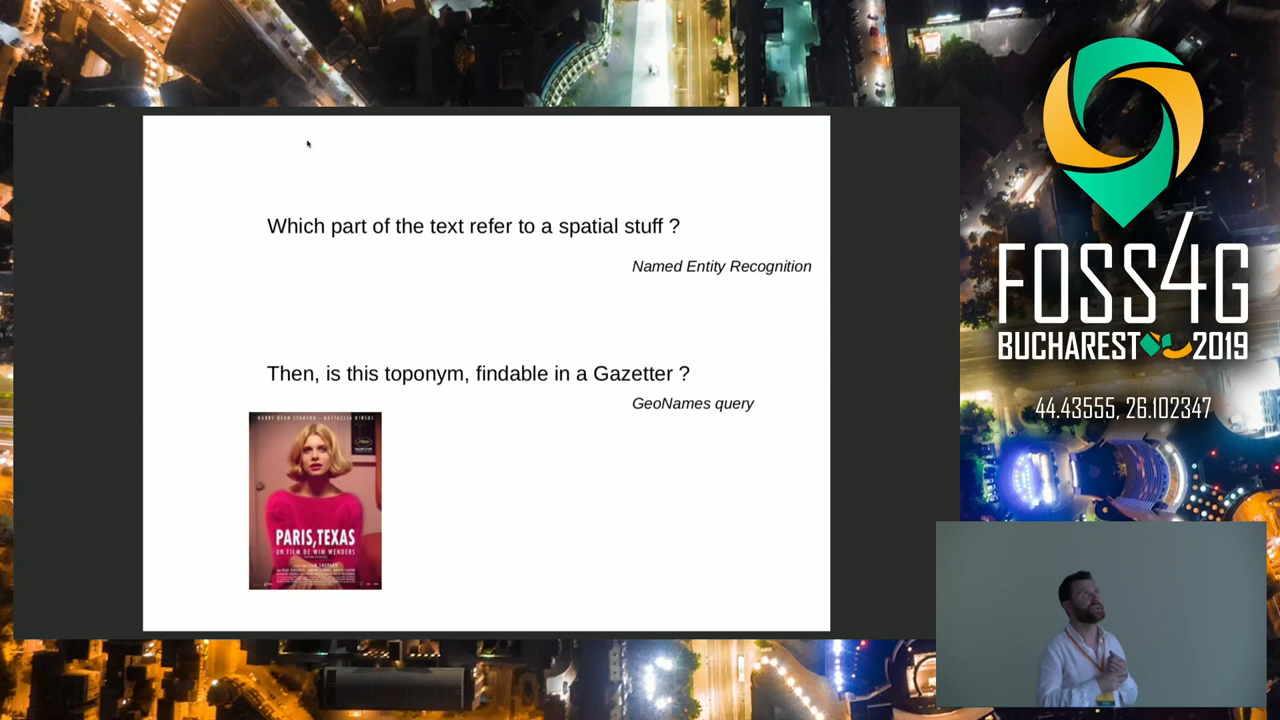 Which part of the text refer to a spatial stuff ?
Named Entity Recognition
Then, is this toponym, findable in a Gazetter ?
GeoNames query
HARRY DEAN STANTON - NASTASSJA KINSKI
PARIS, TEXAS
UN FILM DE WIM WENDERS
SAM SHEPARD
FOSS4G
BUCHAREST 2019
44.43555, 26.102347